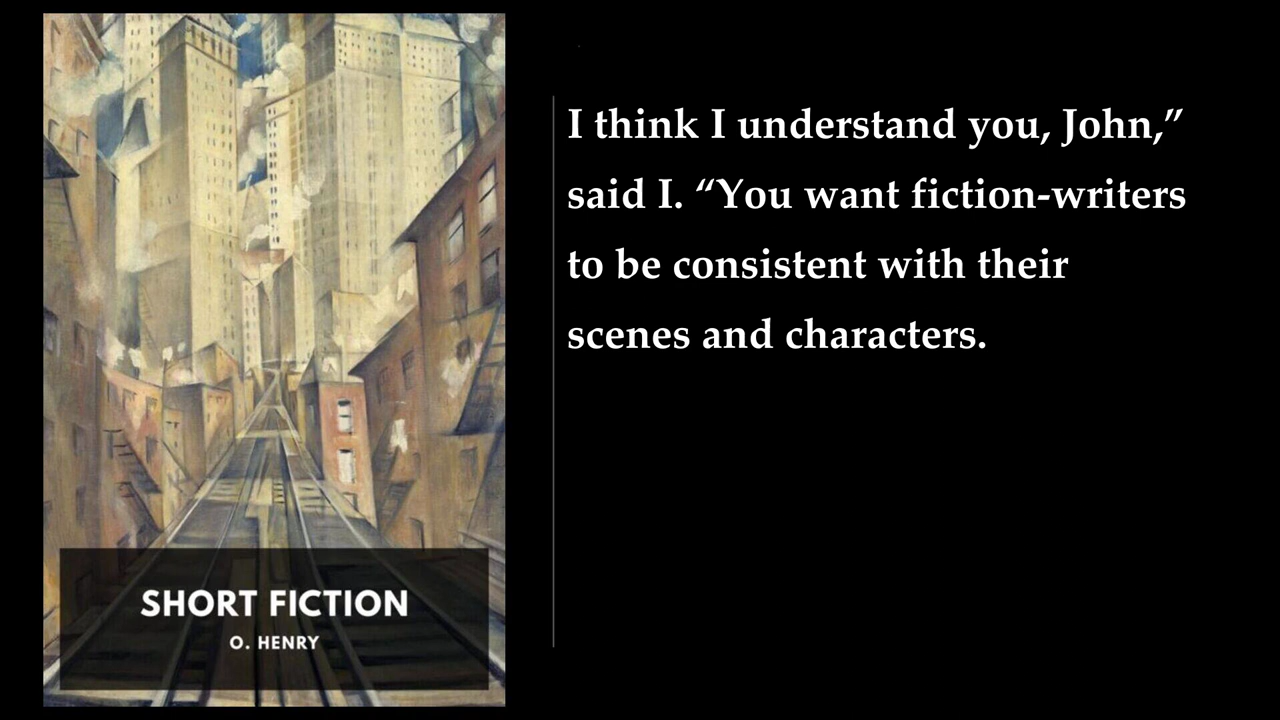 I think I understand you, John,”
said I. “You want fiction-writers
to be consistent with their
scenes and characters.
SHORT FICTION
O. HENRY